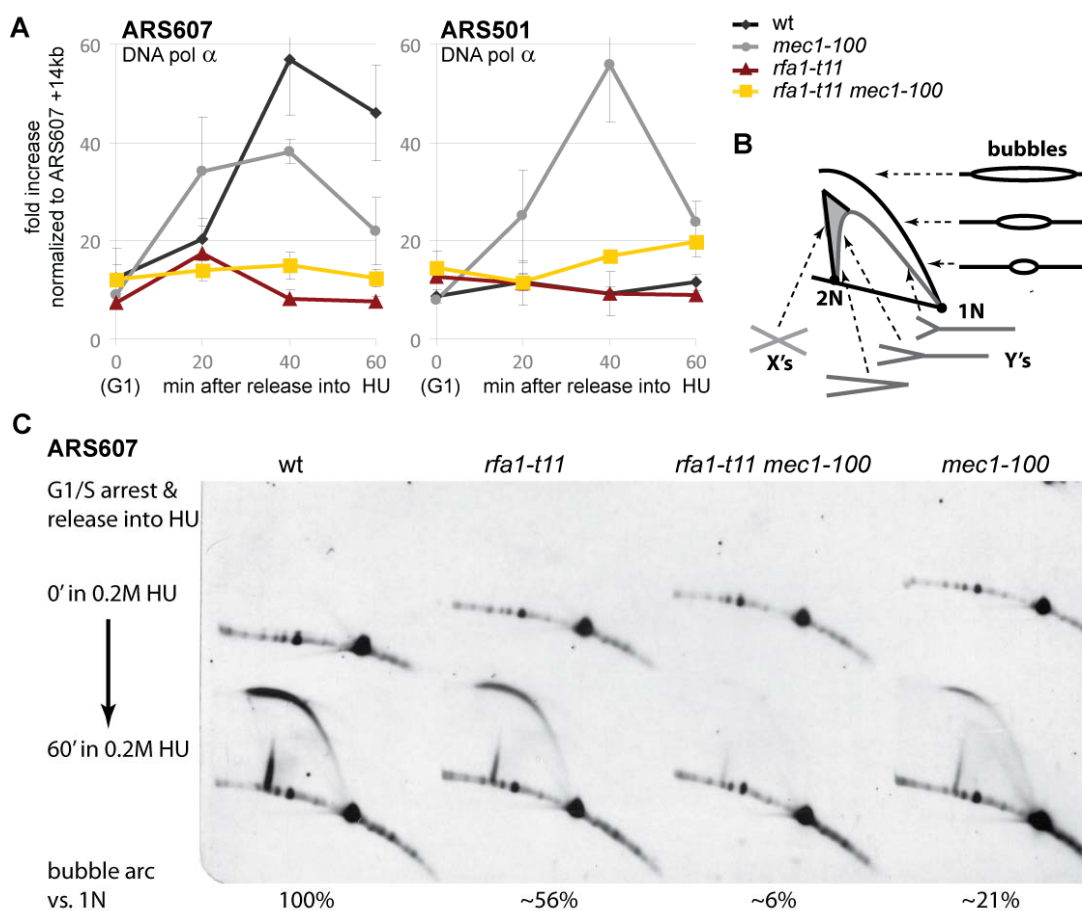 A
ARS607
DNA pol α
ARS501
DNA pol α
wt
mec1-100
rfa1-t11
rfa1-t11 mec1-100
fold increase
normalized to ARS607 +14kb
60
40
20
0
60
40
20
0
0
20
40
60
(G1)
min after release into
HU
0
20
40
60
(G1)
min after release into
HU
B
bubbles
2N
1N
X's
Y's
C
ARS607
wt
rfa1-t11
rfa1-t11 mec1-100
mec1-100
G1/S arrest &
release into HU
0' in 0.2M HU
60' in 0.2M HU
bubble arc
vs. 1N
100%
~56%
~6%
~21%